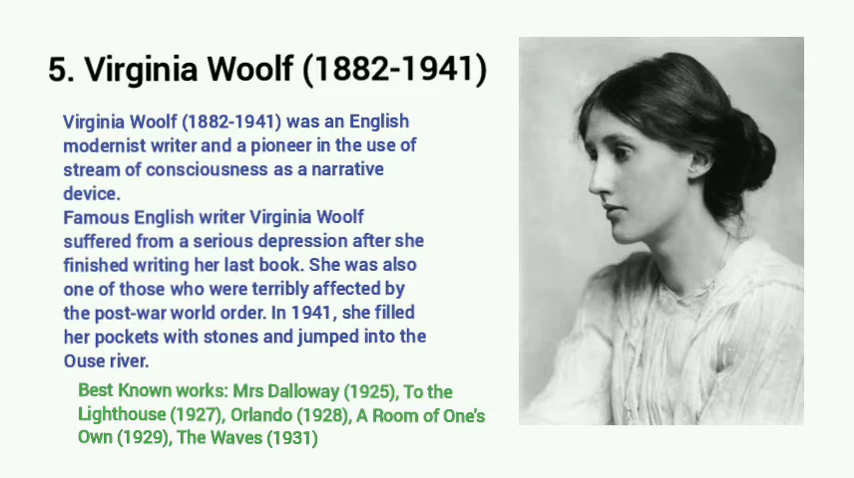 5. Virginia Woolf (1882-1941)
Virginia Woolf (1882-1941) was an English
modernist writer and a pioneer in the use of
stream of consciousness as a narrative
device.
Famous English writer Virginia Woolf
suffered from a serious depression after she
finished writing her last book. She was also
one of those who were terribly affected by
the post-war world order. In 1941, she filled
her pockets with stones and jumped into the
Ouse river.
Best Known works: Mrs Dalloway (1925), To the
Lighthouse (1927), Orlando (1928), A Room of One's
Own (1929), The Waves (1931)